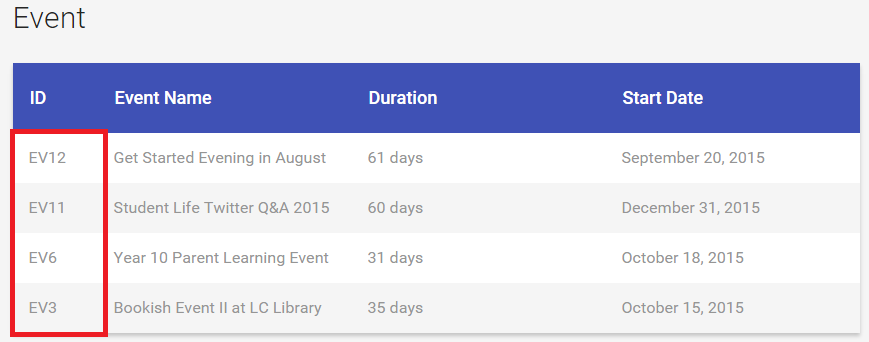 Event
ID Event Name Duration Start Date
EV12 Get Started Evening in August 61 days September 20, 2015
EV11 Student Life Twitter Q&A 2015 60 days December 31, 2015
EV6 Year 10 Parent Learning Event 31 days October 18, 2015
EV3 Bookish Event II at LC Library 35 days October 15, 2015